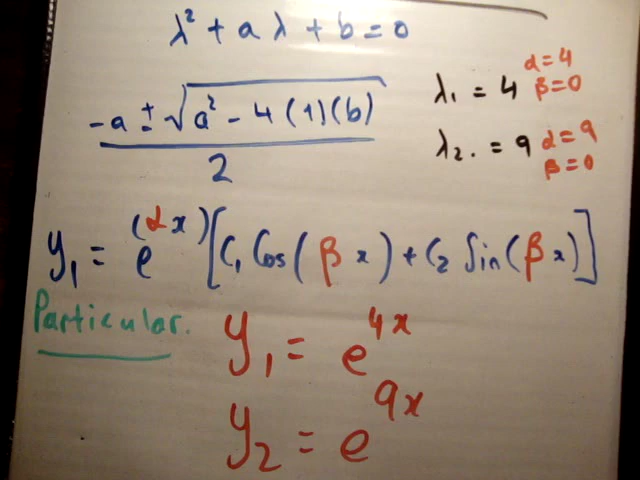 λ² + a λ + b = 0
-a ± √(a² - 4 (1)(b))
2
λ₁ = 4 α=4 β=0
λ₂. = 9 α=9 β=0
y₁ = e^(αx) [C₁ Cos(βx) + C₂ Sin(βx)]
Particular.
y₁ = e^4x
y₂ = e^9x